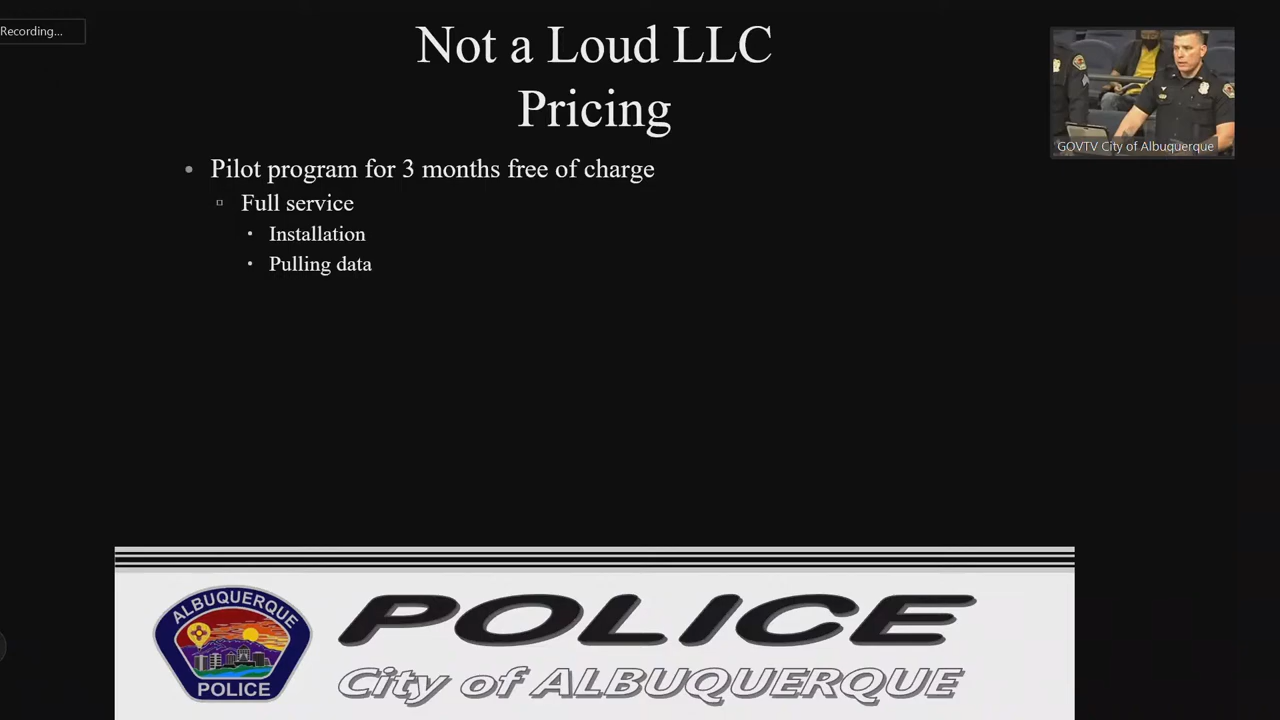 Recording...
Not a Loud LLC
Pricing
GOVTV City of Albuquerque
• Pilot program for 3 months free of charge
▫ Full service
• Installation
• Pulling data
ALBUQUERQUE
POLICE
POLICE
City of ALBUQUERQUE